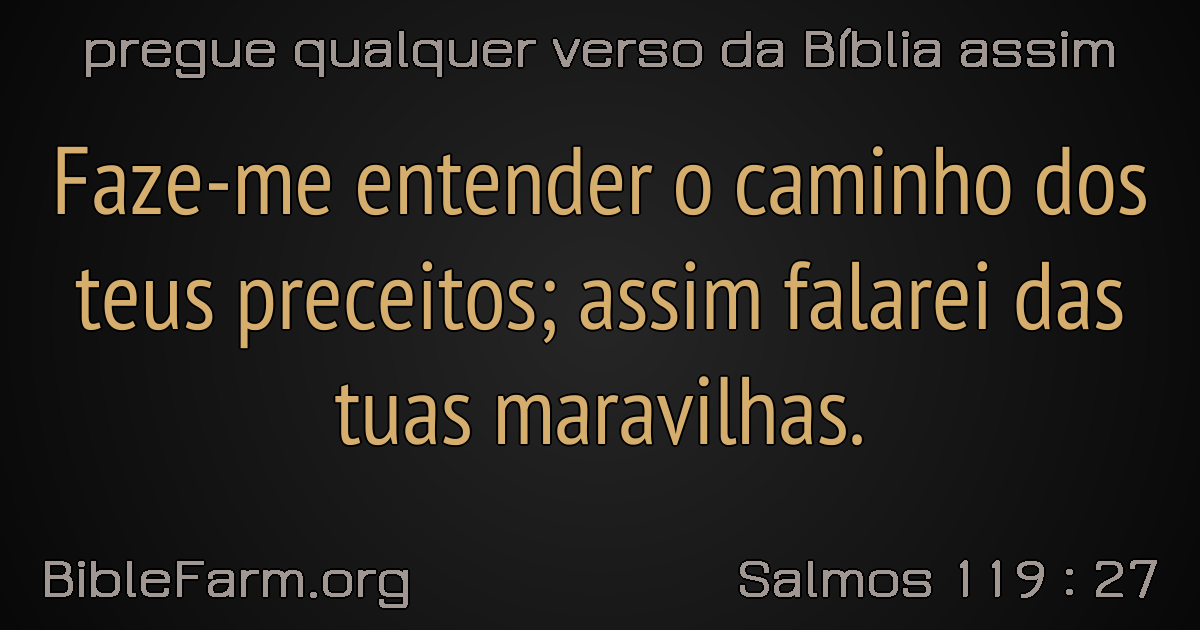 pregue qualquer verso da Bíblia assim
Faze-me entender o caminho dos
teus preceitos; assim falarei das
tuas maravilhas.
BibleFarm.org
Salmos 119 : 27